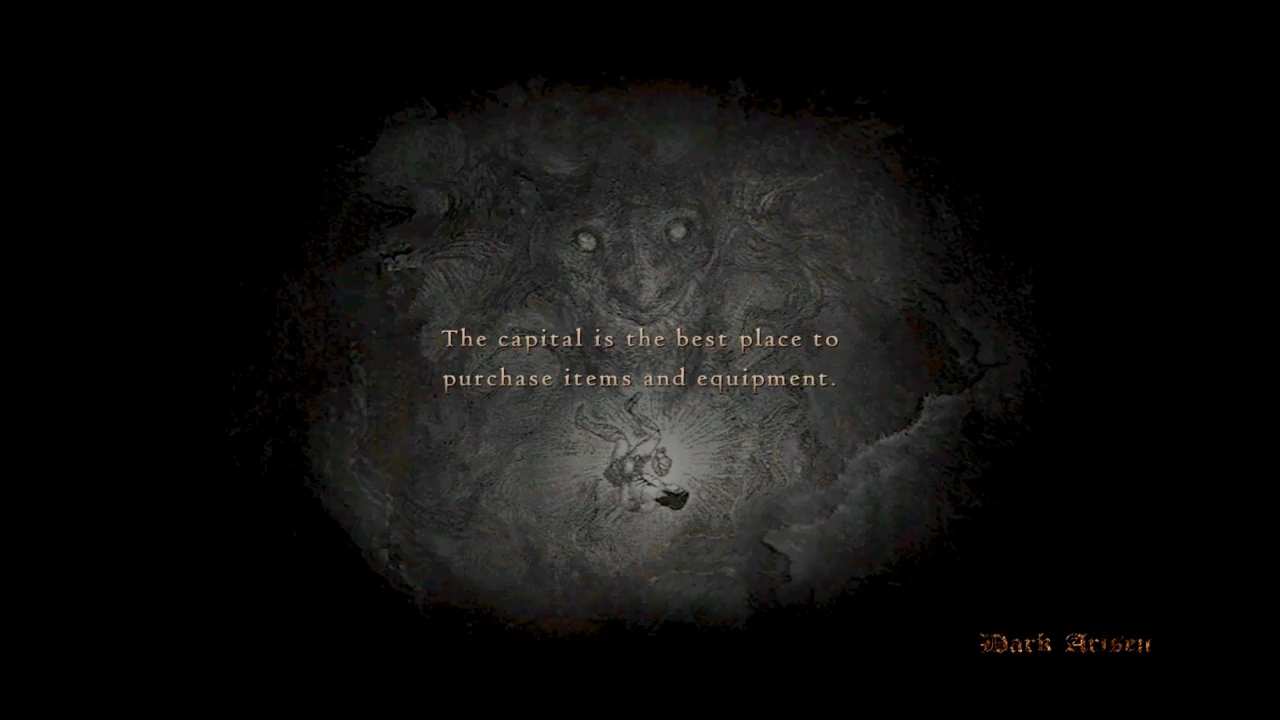 The capital is the best place to
purchase items and equipment.
Dark Arisen